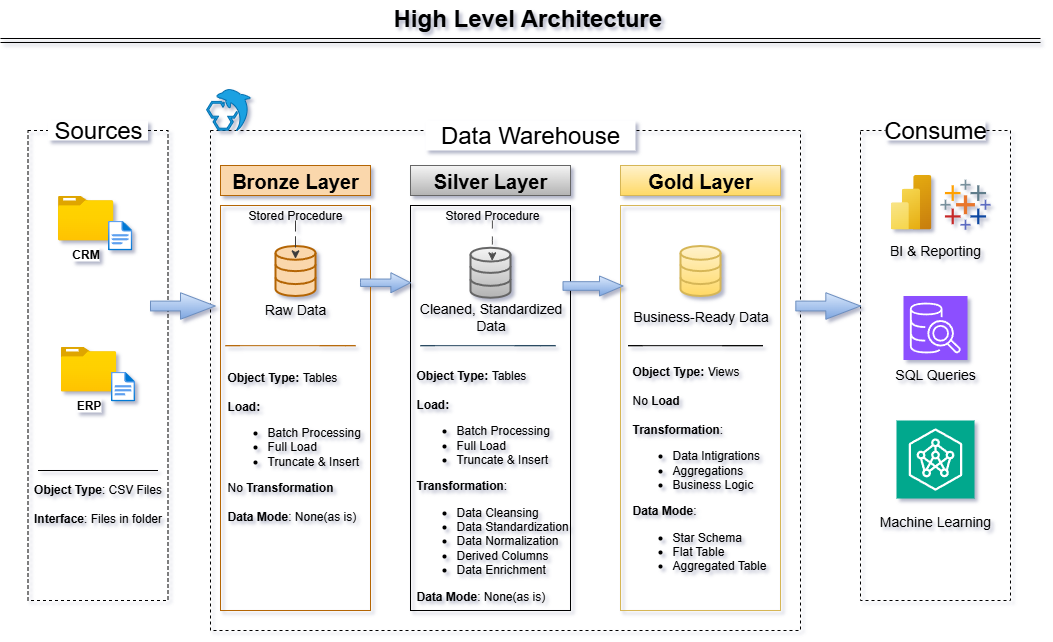 High Level Architecture
Sources
CRM
ERP
Object Type: CSV Files
Interface: Files in folder
Data Warehouse
Bronze Layer
Stored Procedure
Raw Data
Object Type: Tables
Load:
Batch Processing
Full Load
Truncate & Insert
No Transformation
Data Mode: None(as is)
Silver Layer
Stored Procedure
Cleaned, Standardized
Data
Object Type: Tables
Load:
Batch Processing
Full Load
Truncate & Insert
Transformation:
Data Cleansing
Data Standardization
Data Normalization
Derived Columns
Data Enrichment
Data Mode: None(as is)
Gold Layer
Business-Ready Data
Object Type: Views
No Load
Transformation:
Data Intigrations
Aggregations
Business Logic
Data Mode:
Star Schema
Flat Table
Aggregated Table
Consume
BI & Reporting
SQL Queries
Machine Learning